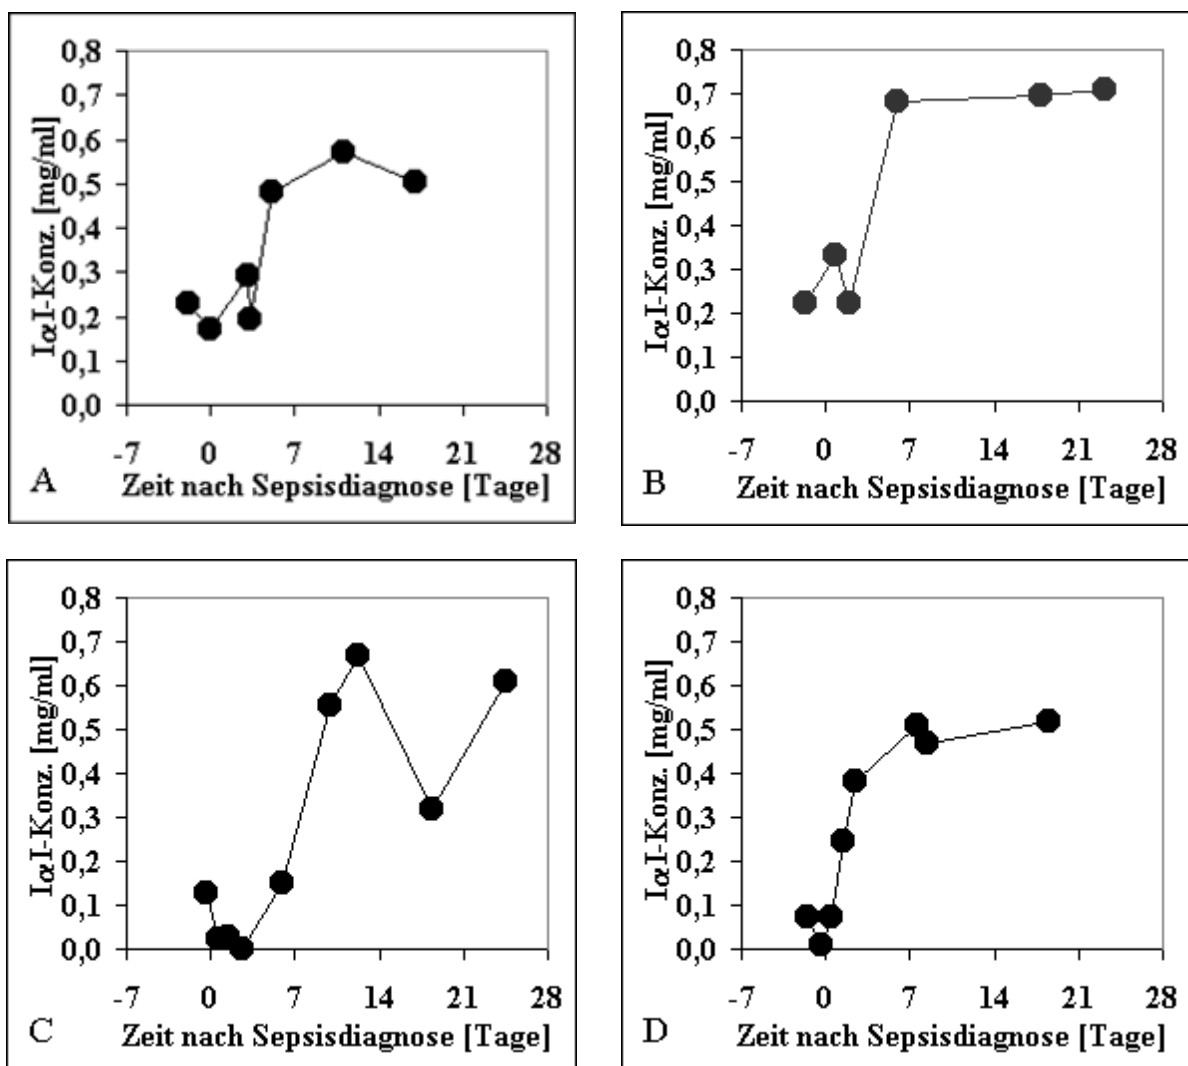 IαI-Konz. [mg/ml]
0,8
0,7
0,6
0,5
0,4
0,3
0,2
0,1
0,0
-7 0 7 14 21 28
Zeit nach Sepsisdiagnose [Tage]
A
IαI-Konz. [mg/ml]
0,8
0,7
0,6
0,5
0,4
0,3
0,2
0,1
0,0
-7 0 7 14 21 28
Zeit nach Sepsisdiagnose [Tage]
B
IαI-Konz. [mg/ml]
0,8
0,7
0,6
0,5
0,4
0,3
0,2
0,1
0,0
-7 0 7 14 21 28
Zeit nach Sepsisdiagnose [Tage]
C
IαI-Konz. [mg/ml]
0,8
0,7
0,6
0,5
0,4
0,3
0,2
0,1
0,0
-7 0 7 14 21 28
Zeit nach Sepsisdiagnose [Tage]
D